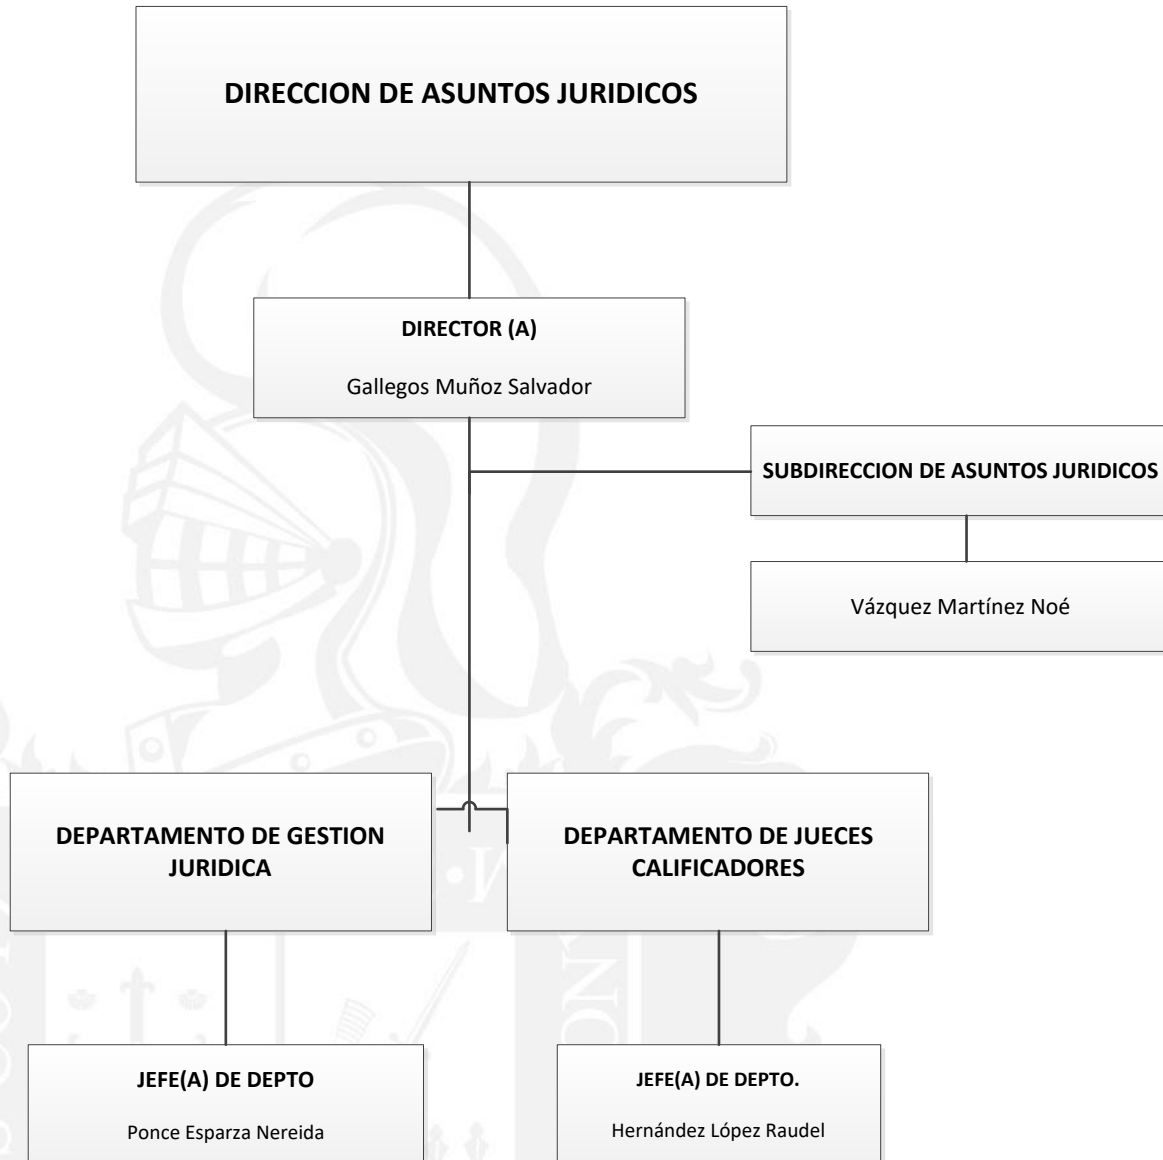 DIRECCION DE ASUNTOS JURIDICOS
DIRECTOR (A)
Gallegos Muñoz Salvador
SUBDIRECCION DE ASUNTOS JURIDICOS
Vázquez Martínez Noé
DEPARTAMENTO DE GESTION
JURIDICA
DEPARTAMENTO DE JUECES
CALIFICADORES
JEFE(A) DE DEPTO
Ponce Esparza Nereida
JEFE(A) DE DEPTO.
Hernández López Raudel